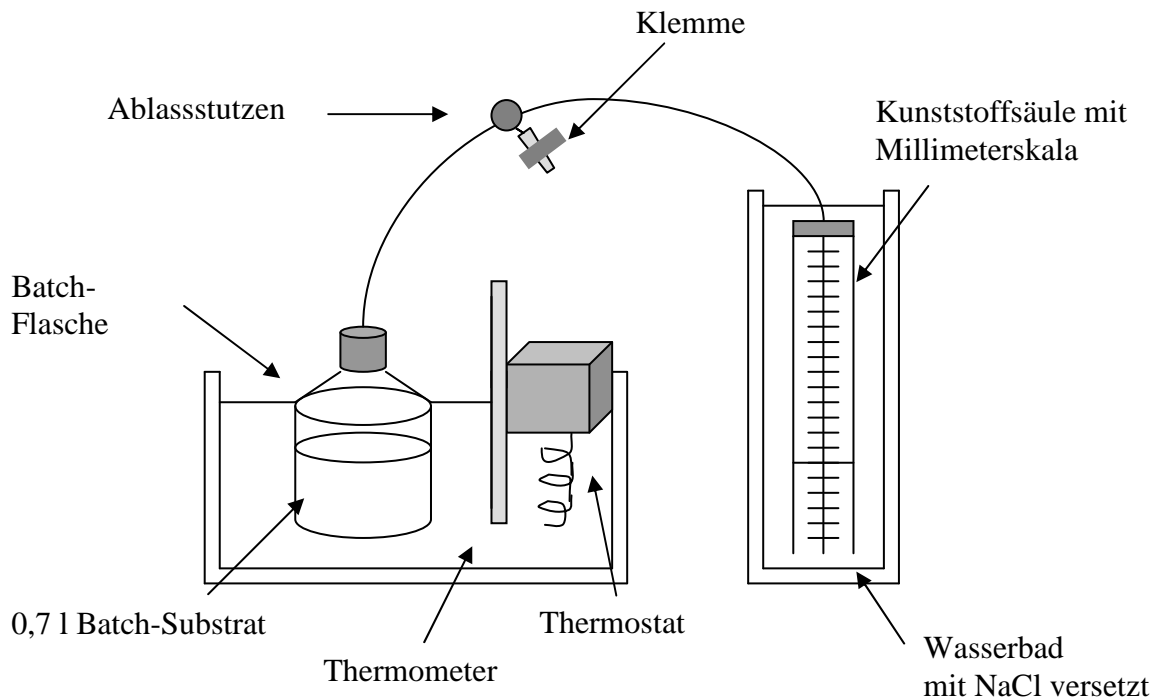 Klemme
Ablassstutzen
Kunststoffsäule mit
Millimeterskala
Batch-
Flasche
0,7 l Batch-Substrat
Thermometer
Thermostat
Wasserbad
mit NaCl versetzt